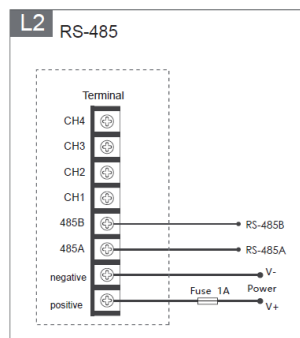 L2 RS-485
Terminal
CH4
CH3
CH2
CH1
485B RS-485B
485A RS-485A
negative V-
Fuse 1A Power
positive V+